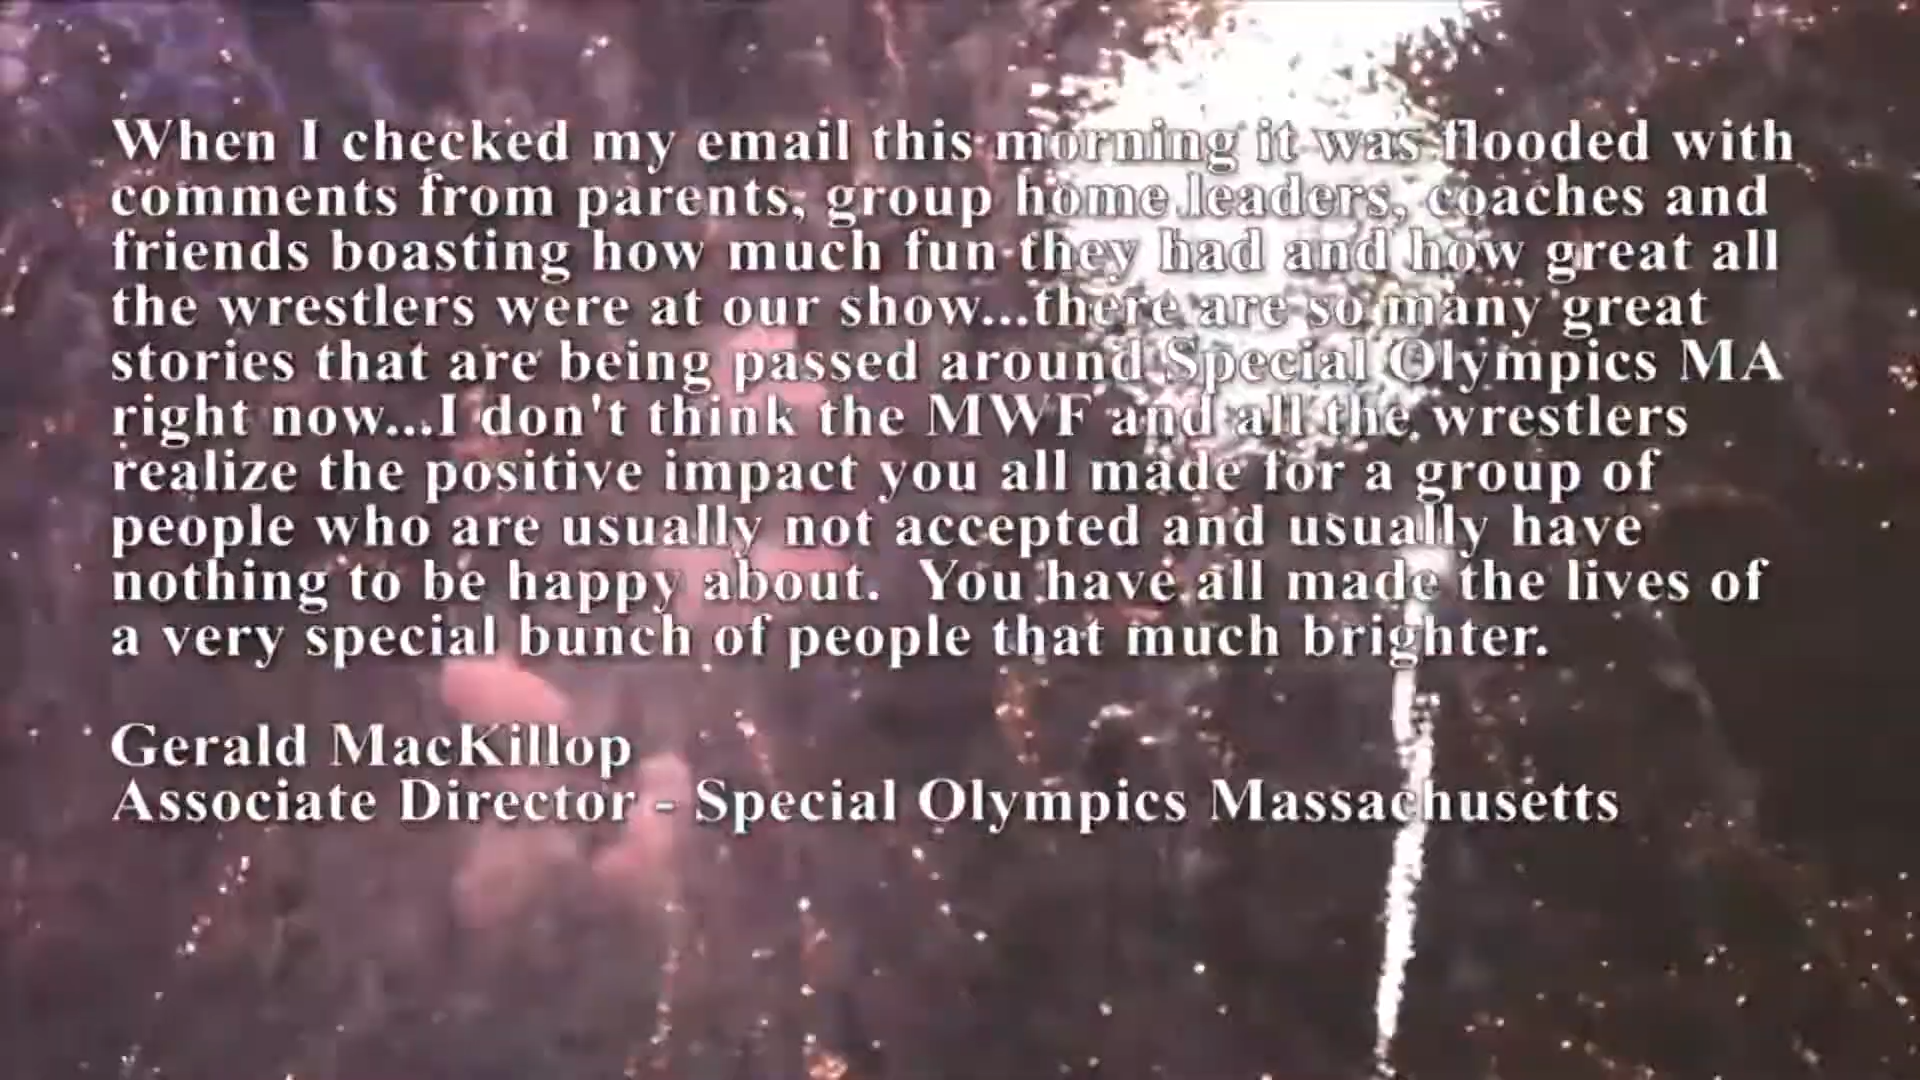 When I checked my email this morning it was flooded with
comments from parents, group home leaders, coaches and
friends boasting how much fun they had and how great all
the wrestlers were at our show...there are so many great
stories that are being passed around Special Olympics MA
right now...I don't think the MWF and all the wrestlers
realize the positive impact you all made for a group of
people who are usually not accepted and usually have
nothing to be happy about.  You have all made the lives of
a very special bunch of people that much brighter.
Gerald MacKillop
Associate Director - Special Olympics Massachusetts